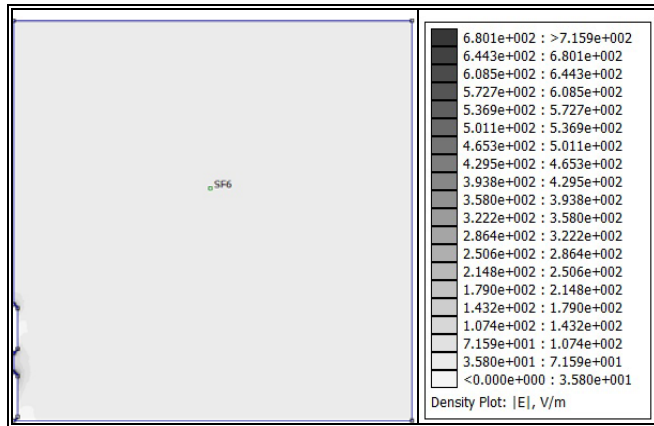 SF6
6.801e+002 : >7.159e+002
6.443e+002 : 6.801e+002
6.085e+002 : 6.443e+002
5.727e+002 : 6.085e+002
5.369e+002 : 5.727e+002
5.011e+002 : 5.369e+002
4.653e+002 : 5.011e+002
4.295e+002 : 4.653e+002
3.938e+002 : 4.295e+002
3.580e+002 : 3.938e+002
3.222e+002 : 3.580e+002
2.864e+002 : 3.222e+002
2.506e+002 : 2.864e+002
2.148e+002 : 2.506e+002
1.790e+002 : 2.148e+002
1.432e+002 : 1.790e+002
1.074e+002 : 1.432e+002
7.159e+001 : 1.074e+002
3.580e+001 : 7.159e+001
<0.000e+000 : 3.580e+001
Density Plot: |E|, V/m